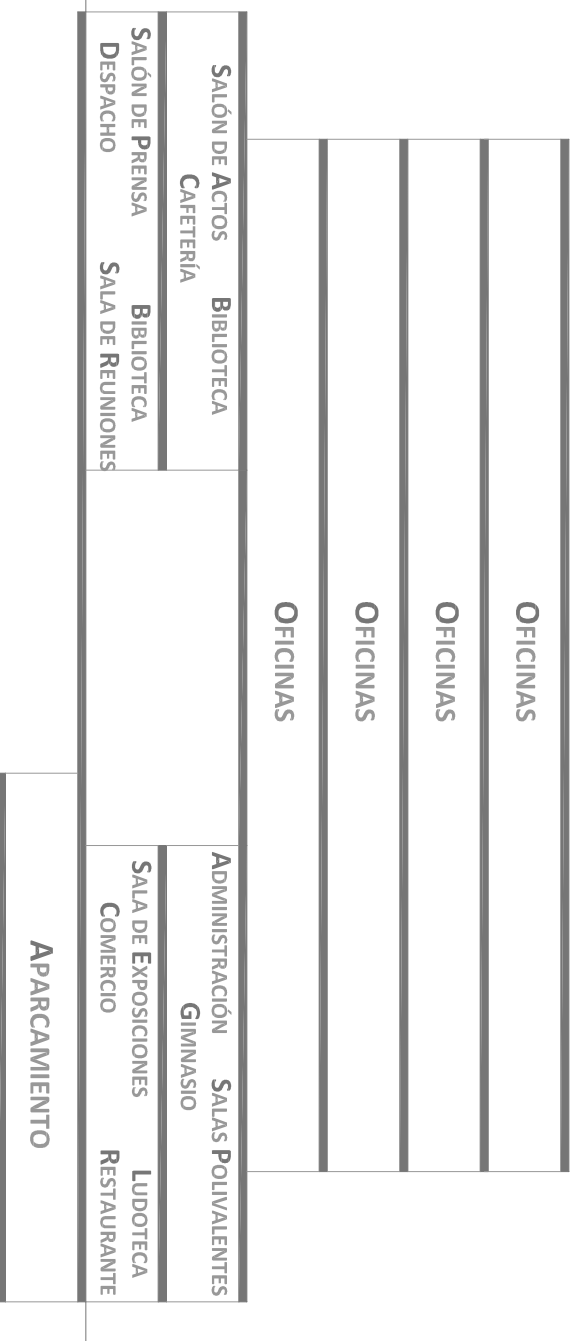 OFICINAS
OFICINAS
OFICINAS
OFICINAS
SALÓN DE ACTOS BIBLIOTECA
CAFETERÍA
ADMINISTRACIÓN SALAS POLIVALENTES
GIMNASIO
SALÓN DE PRENSA BIBLIOTECA
DESPACHO SALA DE REUNIONES
SALA DE EXPOSICIONES LUDOTECA
COMERCIO RESTAURANTE
APARCAMIENTO